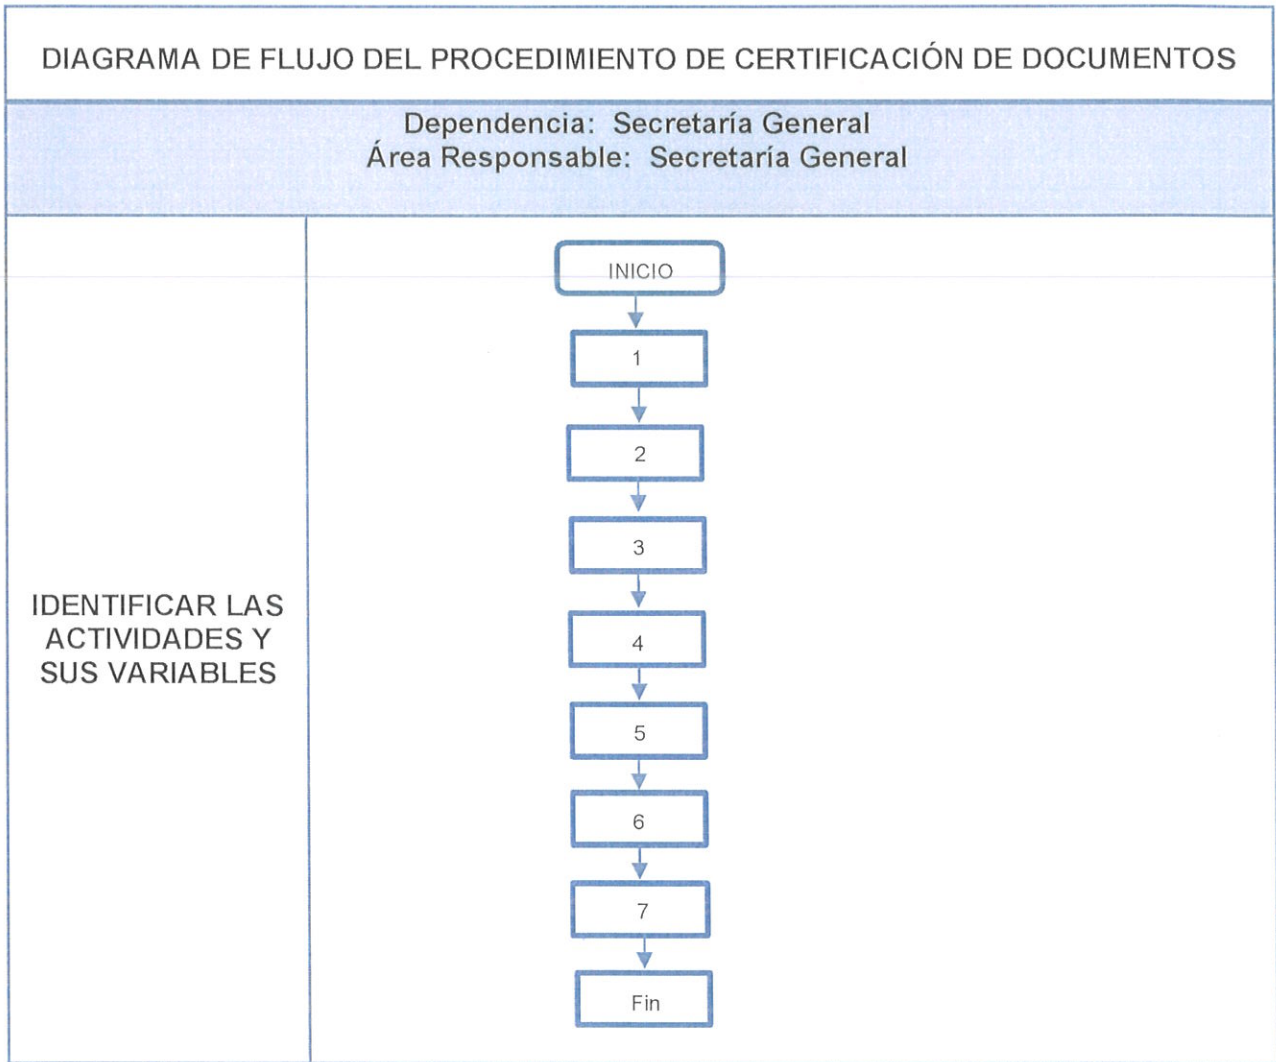 DIAGRAMA DE FLUJO DEL PROCEDIMIENTO DE CERTIFICACIÓN DE DOCUMENTOS
Dependencia: Secretaría General
Área Responsable: Secretaría General
IDENTIFICAR LAS
ACTIVIDADES Y
SUS VARIABLES
INICIO
1
2
3
4
5
6
7
Fin